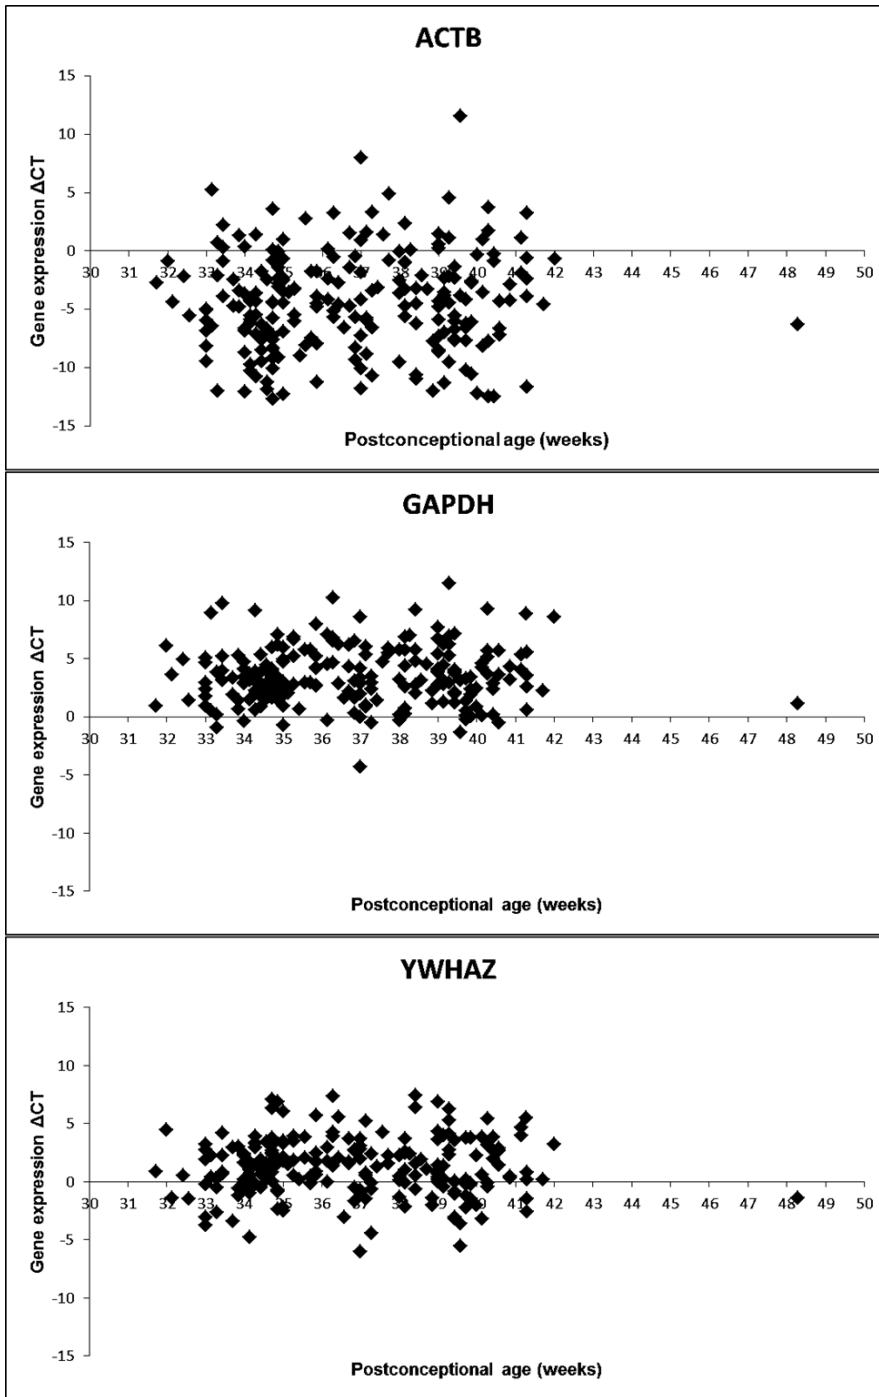 ACTB
15
10
5
0
-5
-10
-15
30 31 32 33 34 35 36 37 38 39 40 41 42 43 44 45 46 47 48 49 50
Gene expression ΔCT
Postconceptional age (weeks)
GAPDH
15
10
5
0
-5
-10
-15
30 31 32 33 34 35 36 37 38 39 40 41 42 43 44 45 46 47 48 49 50
Gene expression ΔCT
Postconceptional age (weeks)
YWHAZ
15
10
5
0
-5
-10
-15
30 31 32 33 34 35 36 37 38 39 40 41 42 43 44 45 46 47 48 49 50
Gene expression ΔCT
Postconceptional age (weeks)